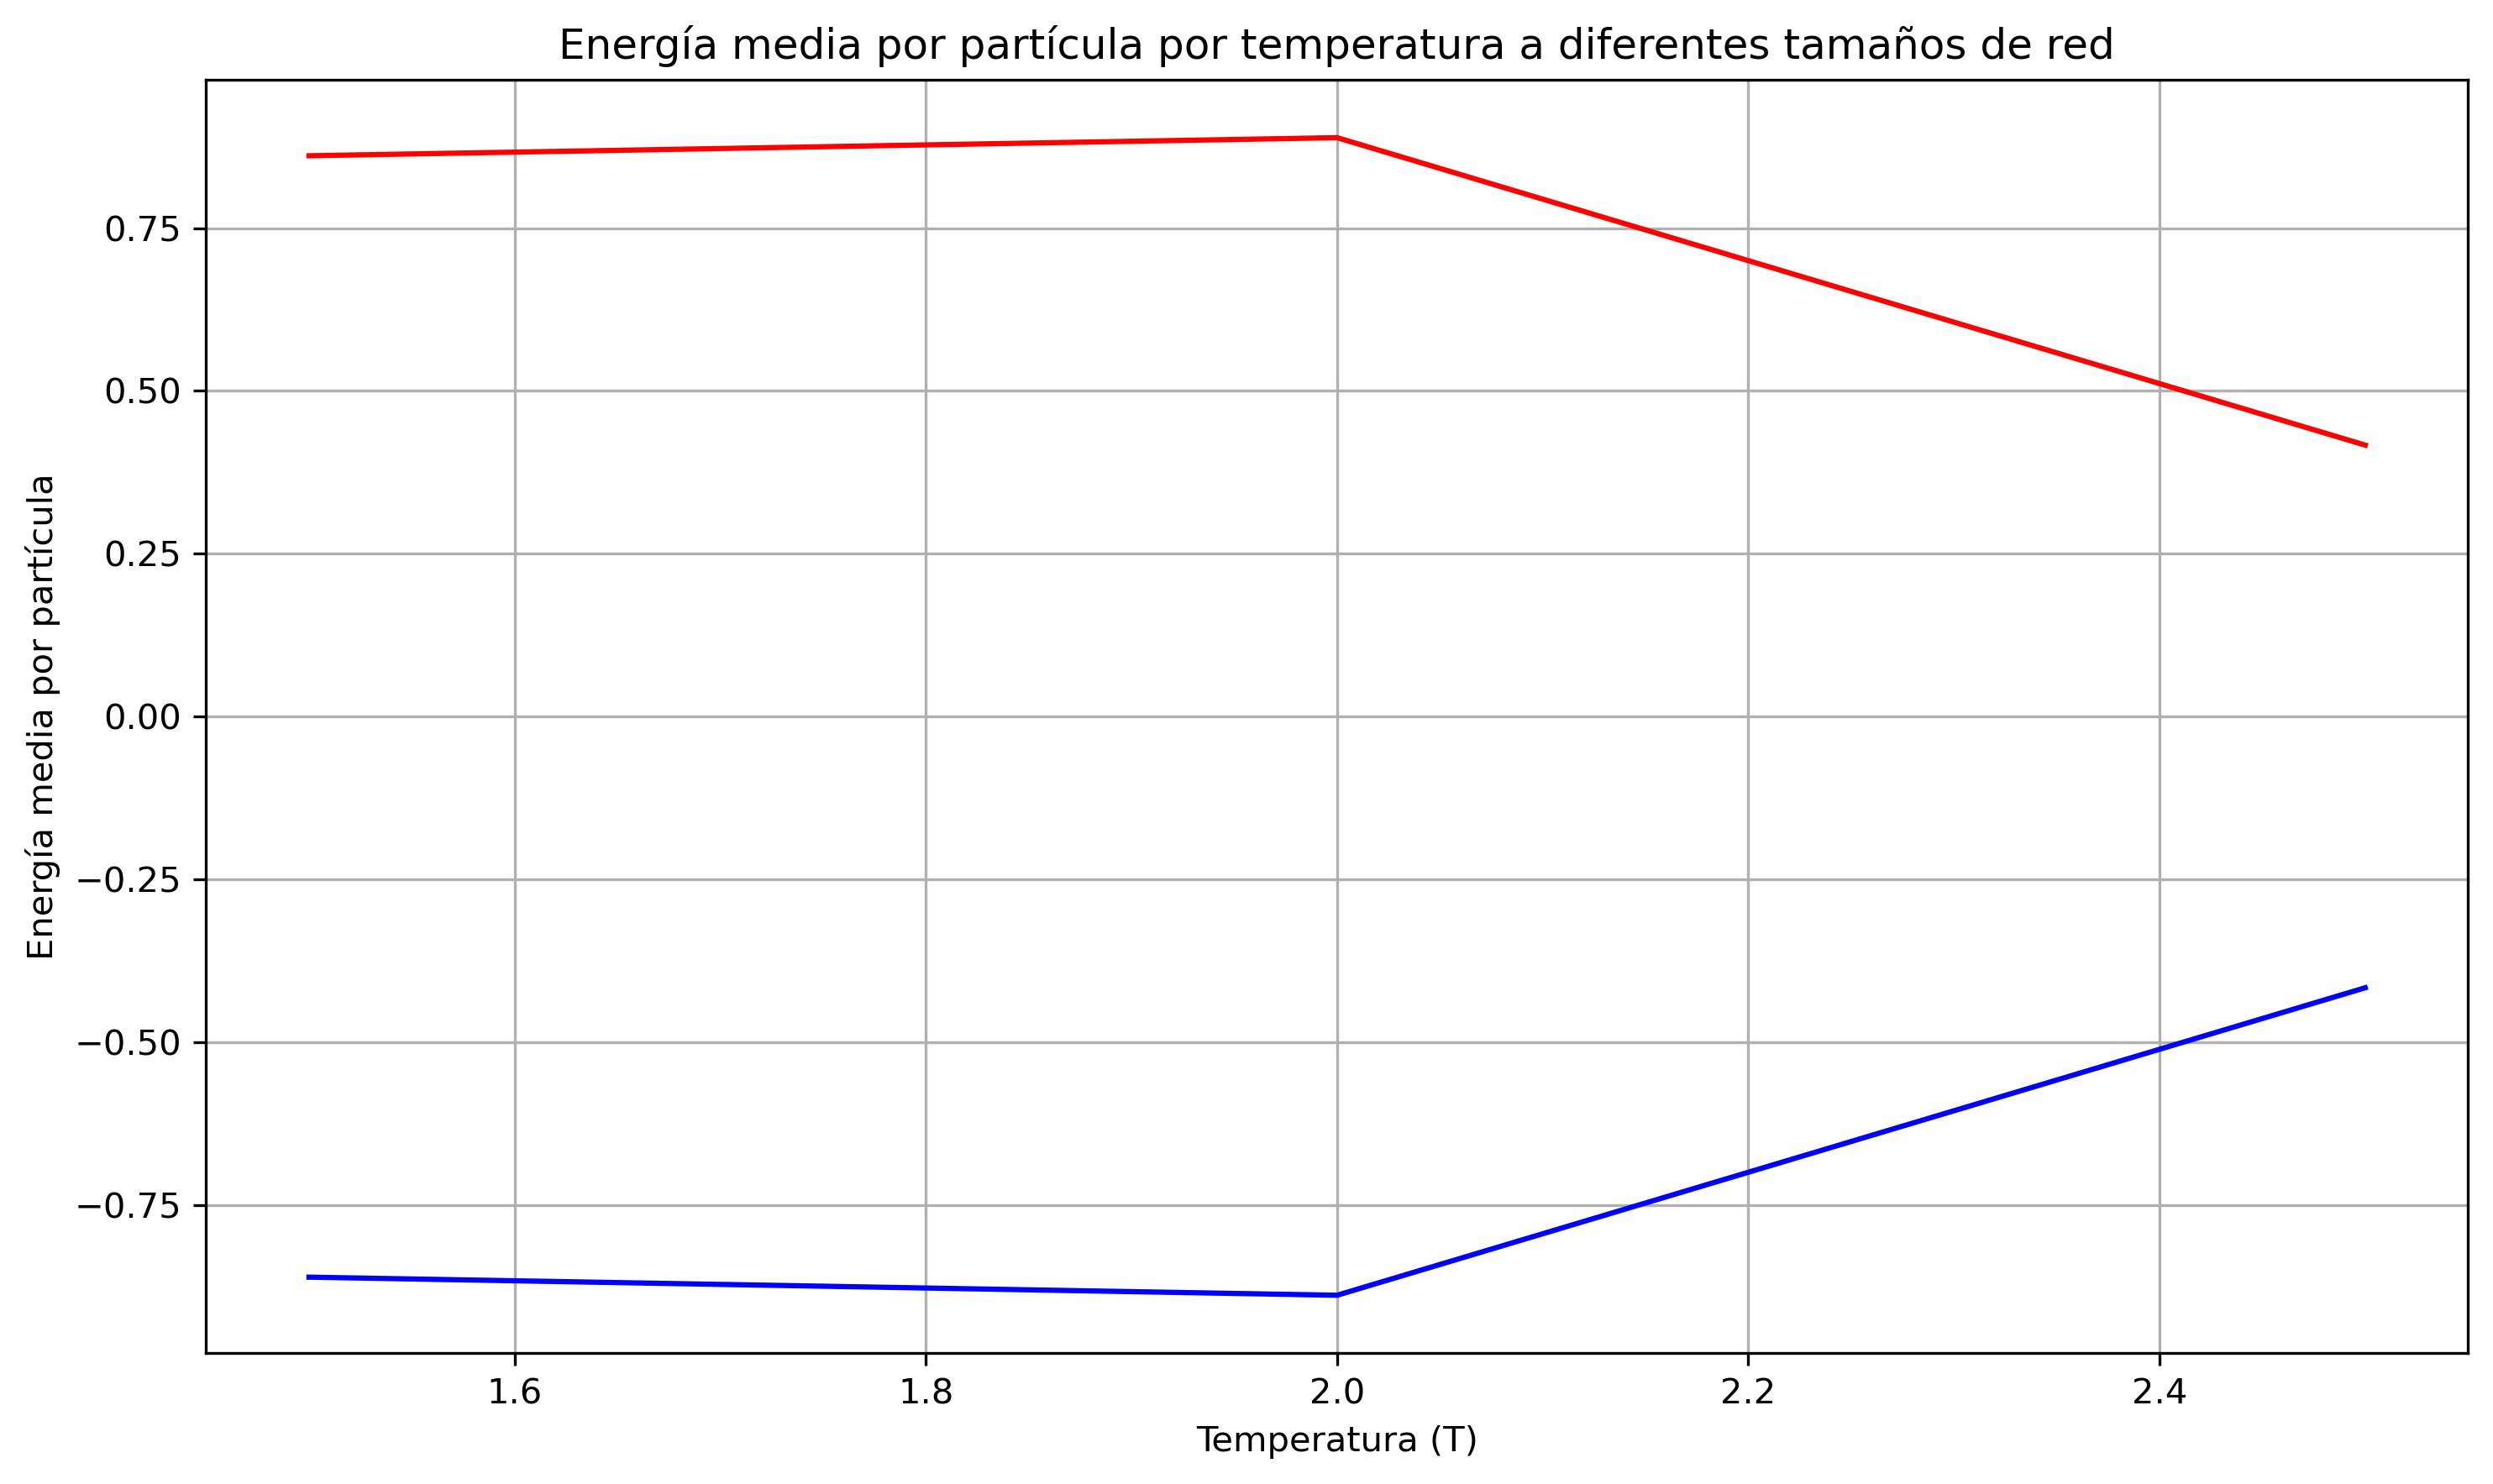 Energía media por partícula por temperatura a diferentes tamaños de red
Energía media por partícula
0.75
0.50
0.25
0.00
−0.25
−0.50
−0.75
1.6 1.8 2.0 2.2 2.4
Temperatura (T)